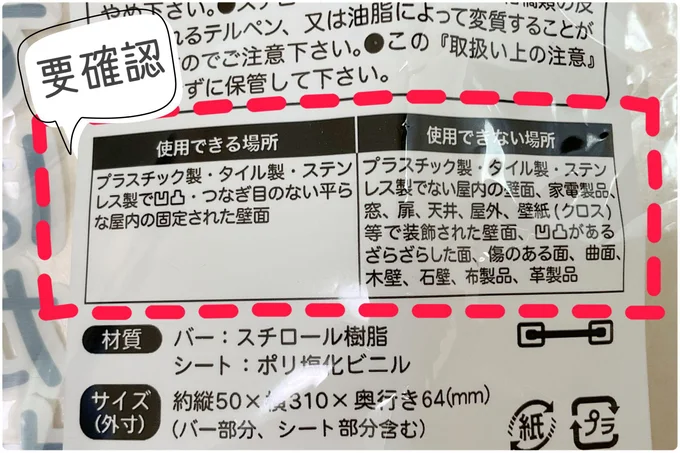 やめ下さい。●スチロ
れるテルペン、又は油脂によって変質することが
のでご注意下さい。●この『取扱い上の注意』
ずに保管して下さい。
要確認
使用できる場所
プラスチック製・タイル製・ステン
レス製で凹凸・つなぎ目のない平ら
な屋内の固定された壁面
使用できない場所
プラスチック製・タイル製・ステン
レス製でない屋内の壁面、家電製品、
窓、扉、天井、屋外、壁紙(クロス)
等で装飾された壁面、凹凸がある
ざらざらした面、傷のある面、曲面、
木壁、石壁、布製品、革製品
材質 バー：スチロール樹脂
シート：ポリ塩化ビニル
サイズ(外寸) 約縦50×横310×奥行き64(mm)
(バー部分、シート部分含む)
紙 プラ